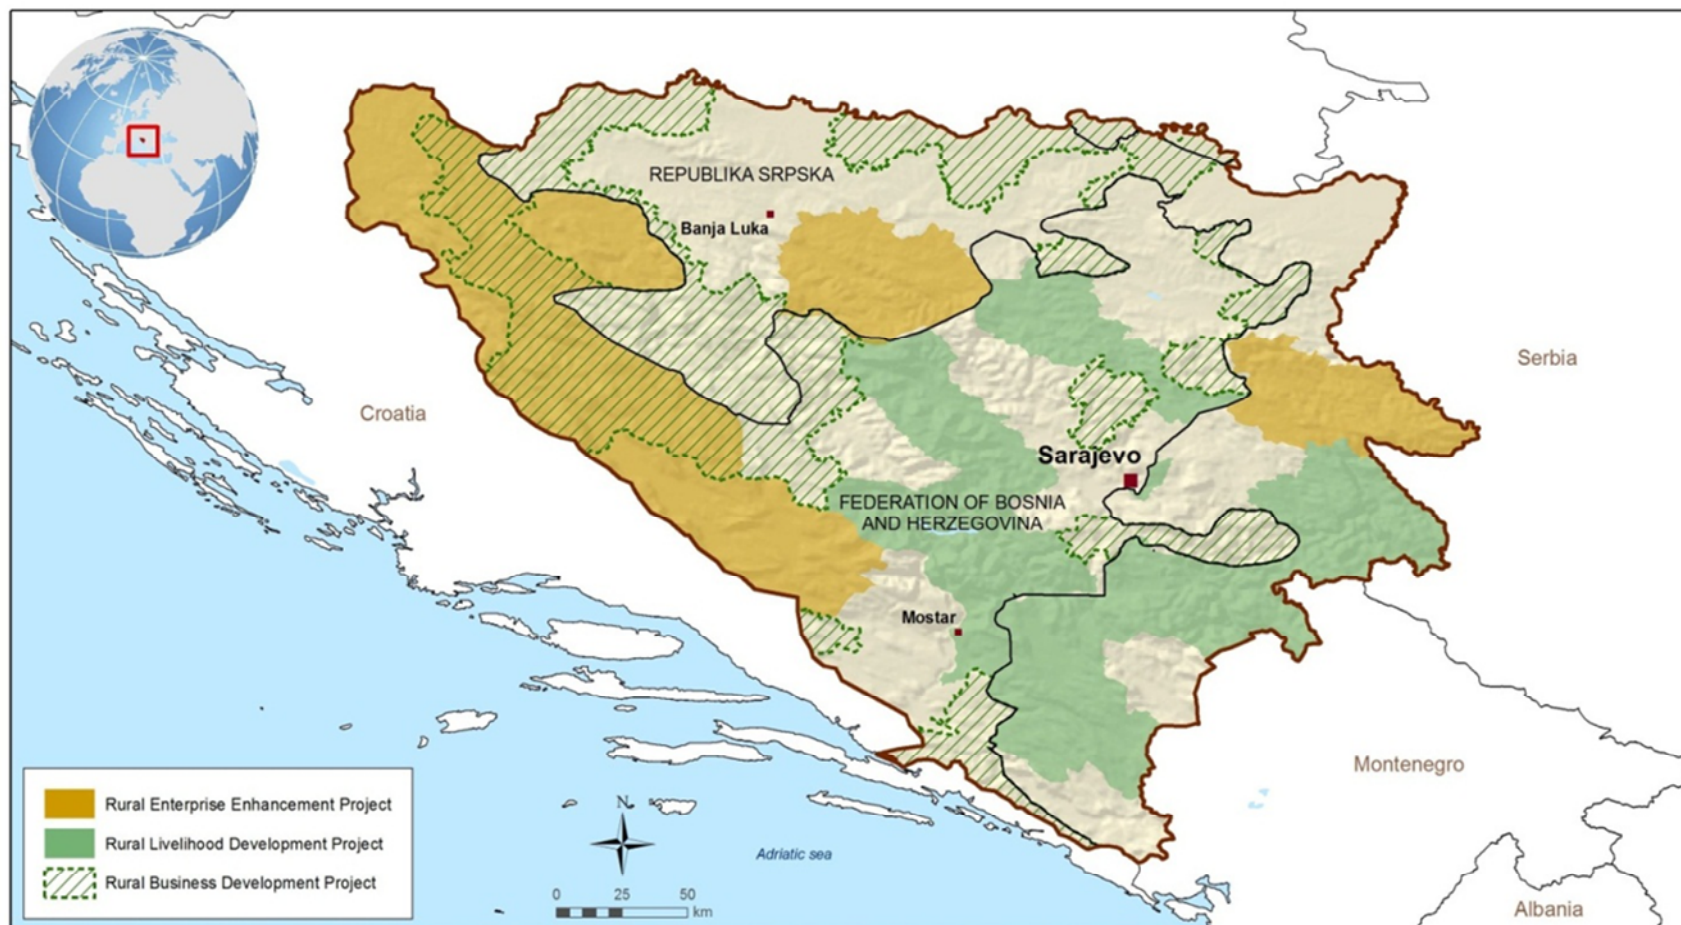 REPUBLIKA SRPSKA
Banja Luka
Serbia
Croatia
Sarajevo
FEDERATION OF BOSNIA
AND HERZEGOVINA
Mostar
Montenegro
Rural Enterprise Enhancement Project
Rural Livelihood Development Project
Rural Business Development Project
N
Adriatic sea
0 25 50
km
Albania